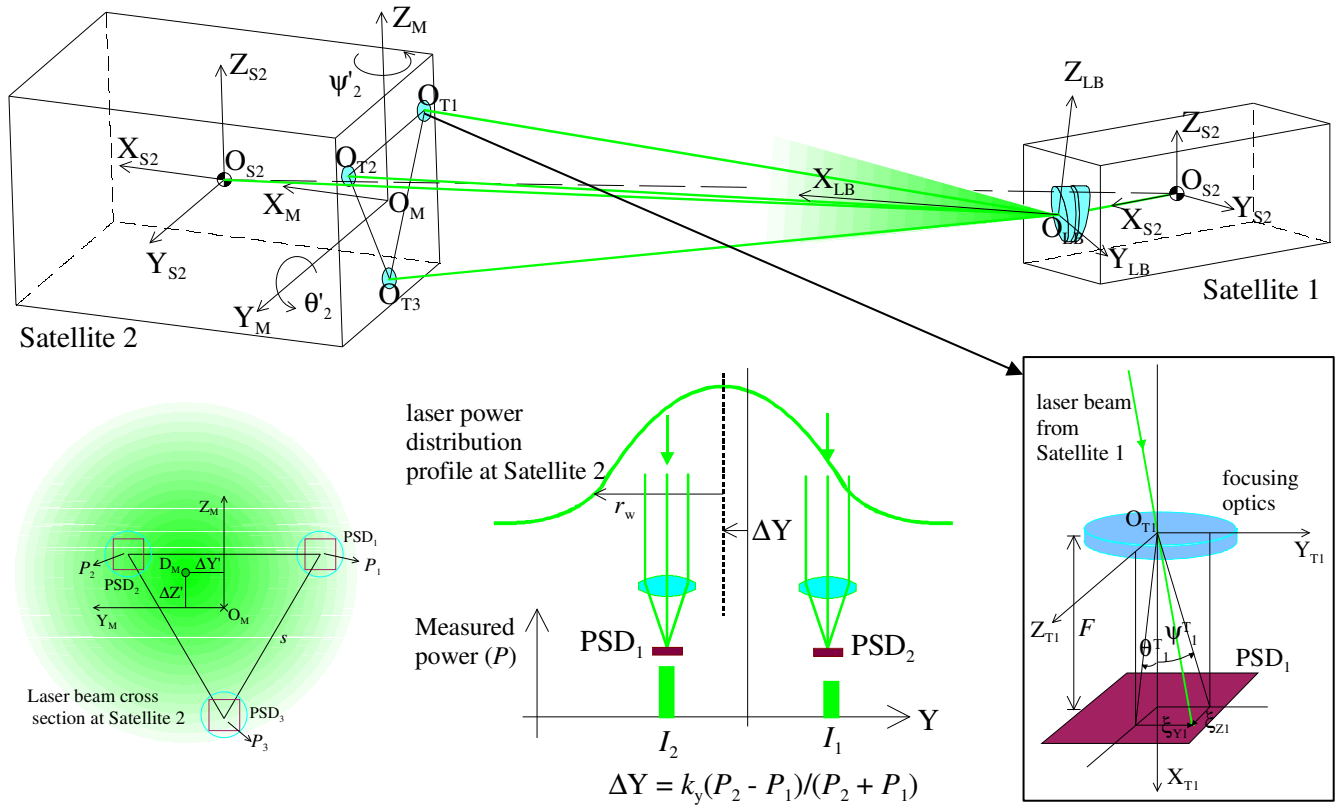 Z_M
ψ'_2
Z_S2
O_T1
X_S2
O_S2
O_T2
X_M
O_M
Y_S2
Y_M
θ'_2
O_T3
Satellite 2
X_LB
Z_LB
O_LB
Y_LB
Z_S2
O_S2
X_S2
Y_S2
Satellite 1
Z_M
PSD_1
P_1
P_2
PSD_2
D_M
ΔY'
ΔZ'
Y_M
O_M
s
Laser beam cross
section at Satellite 2
PSD_3
P_3
laser power
distribution
profile at Satellite 2
r_w
ΔY
Measured
power (P)
PSD_1
PSD_2
Y
I_2
I_1
ΔY = k_y(P_2 - P_1)/(P_2 + P_1)
laser beam
from
Satellite 1
focusing
optics
O_T1
Y_T1
Z_T1
F
θ^T_1
ψ^T_1
PSD_1
ξ_Y1
ξ_Z1
X_T1